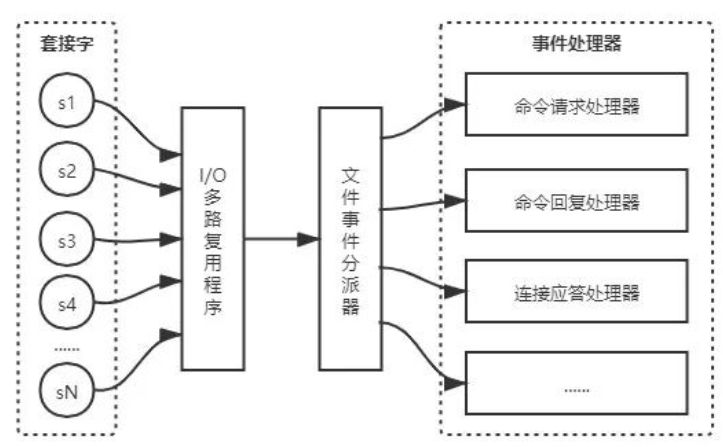 套接字
s1
s2
s3
s4
......
sN
I/O多路复用程序
文件事件分派器
事件处理器
命令请求处理器
命令回复处理器
连接应答处理器
......